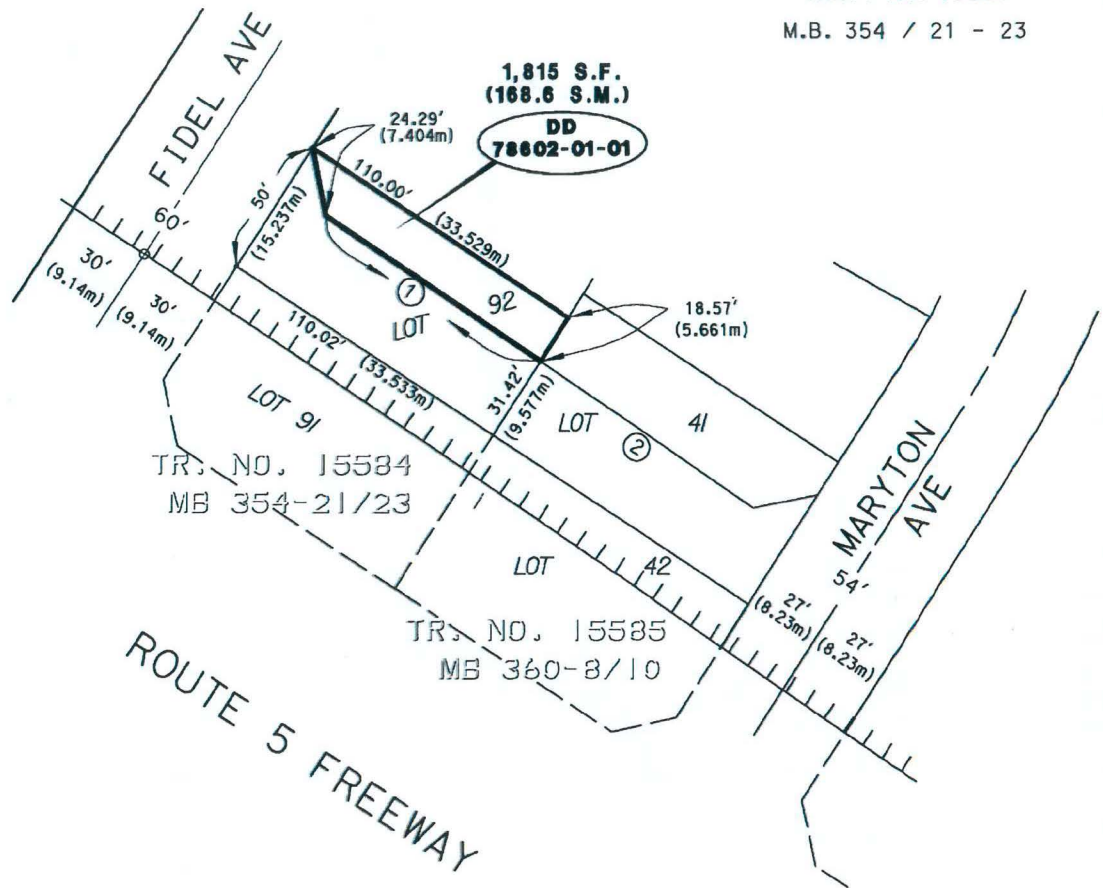 M.B. 354 / 21 - 23
1,815 S.F.
(168.6 S.M.)
DD
78602-01-01
24.29'
(7.404m)
FIDEL AVE
110.00'
(33.529m)
50'
(15.237m)
60'
30'
(9.14m)
30'
(9.14m)
1
LOT
92
18.57'
(5.661m)
110.02'
(33.533m)
31.42'
(9.577m)
LOT
2
41
LOT 91
TR. NO. 15584
MB 354-21/23
MARYTON
AVE
54'
27'
(8.23m)
27'
(8.23m)
LOT
42
TR. NO. 15585
MB 360-8/10
ROUTE 5 FREEWAY